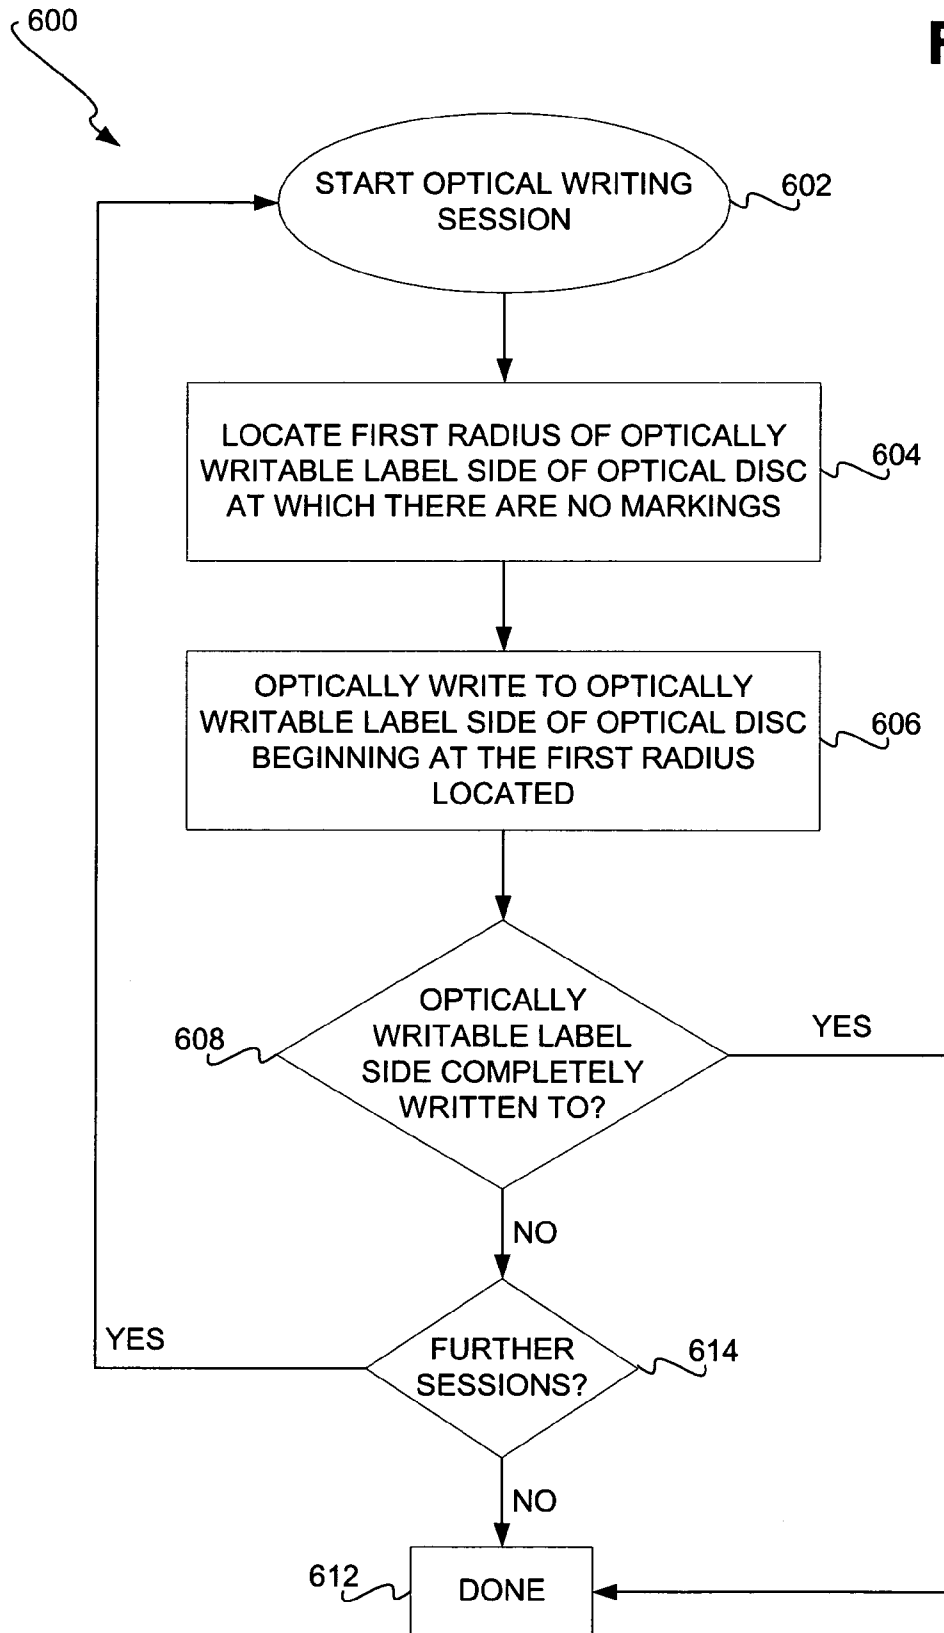 600
START OPTICAL WRITING
SESSION
602
LOCATE FIRST RADIUS OF OPTICALLY
WRITABLE LABEL SIDE OF OPTICAL DISC
AT WHICH THERE ARE NO MARKINGS
604
OPTICALLY WRITE TO OPTICALLY
WRITABLE LABEL SIDE OF OPTICAL DISC
BEGINNING AT THE FIRST RADIUS
LOCATED
606
OPTICALLY
WRITABLE LABEL
SIDE COMPLETELY
WRITTEN TO?
608
YES
NO
FURTHER
SESSIONS?
614
YES
NO
DONE
612